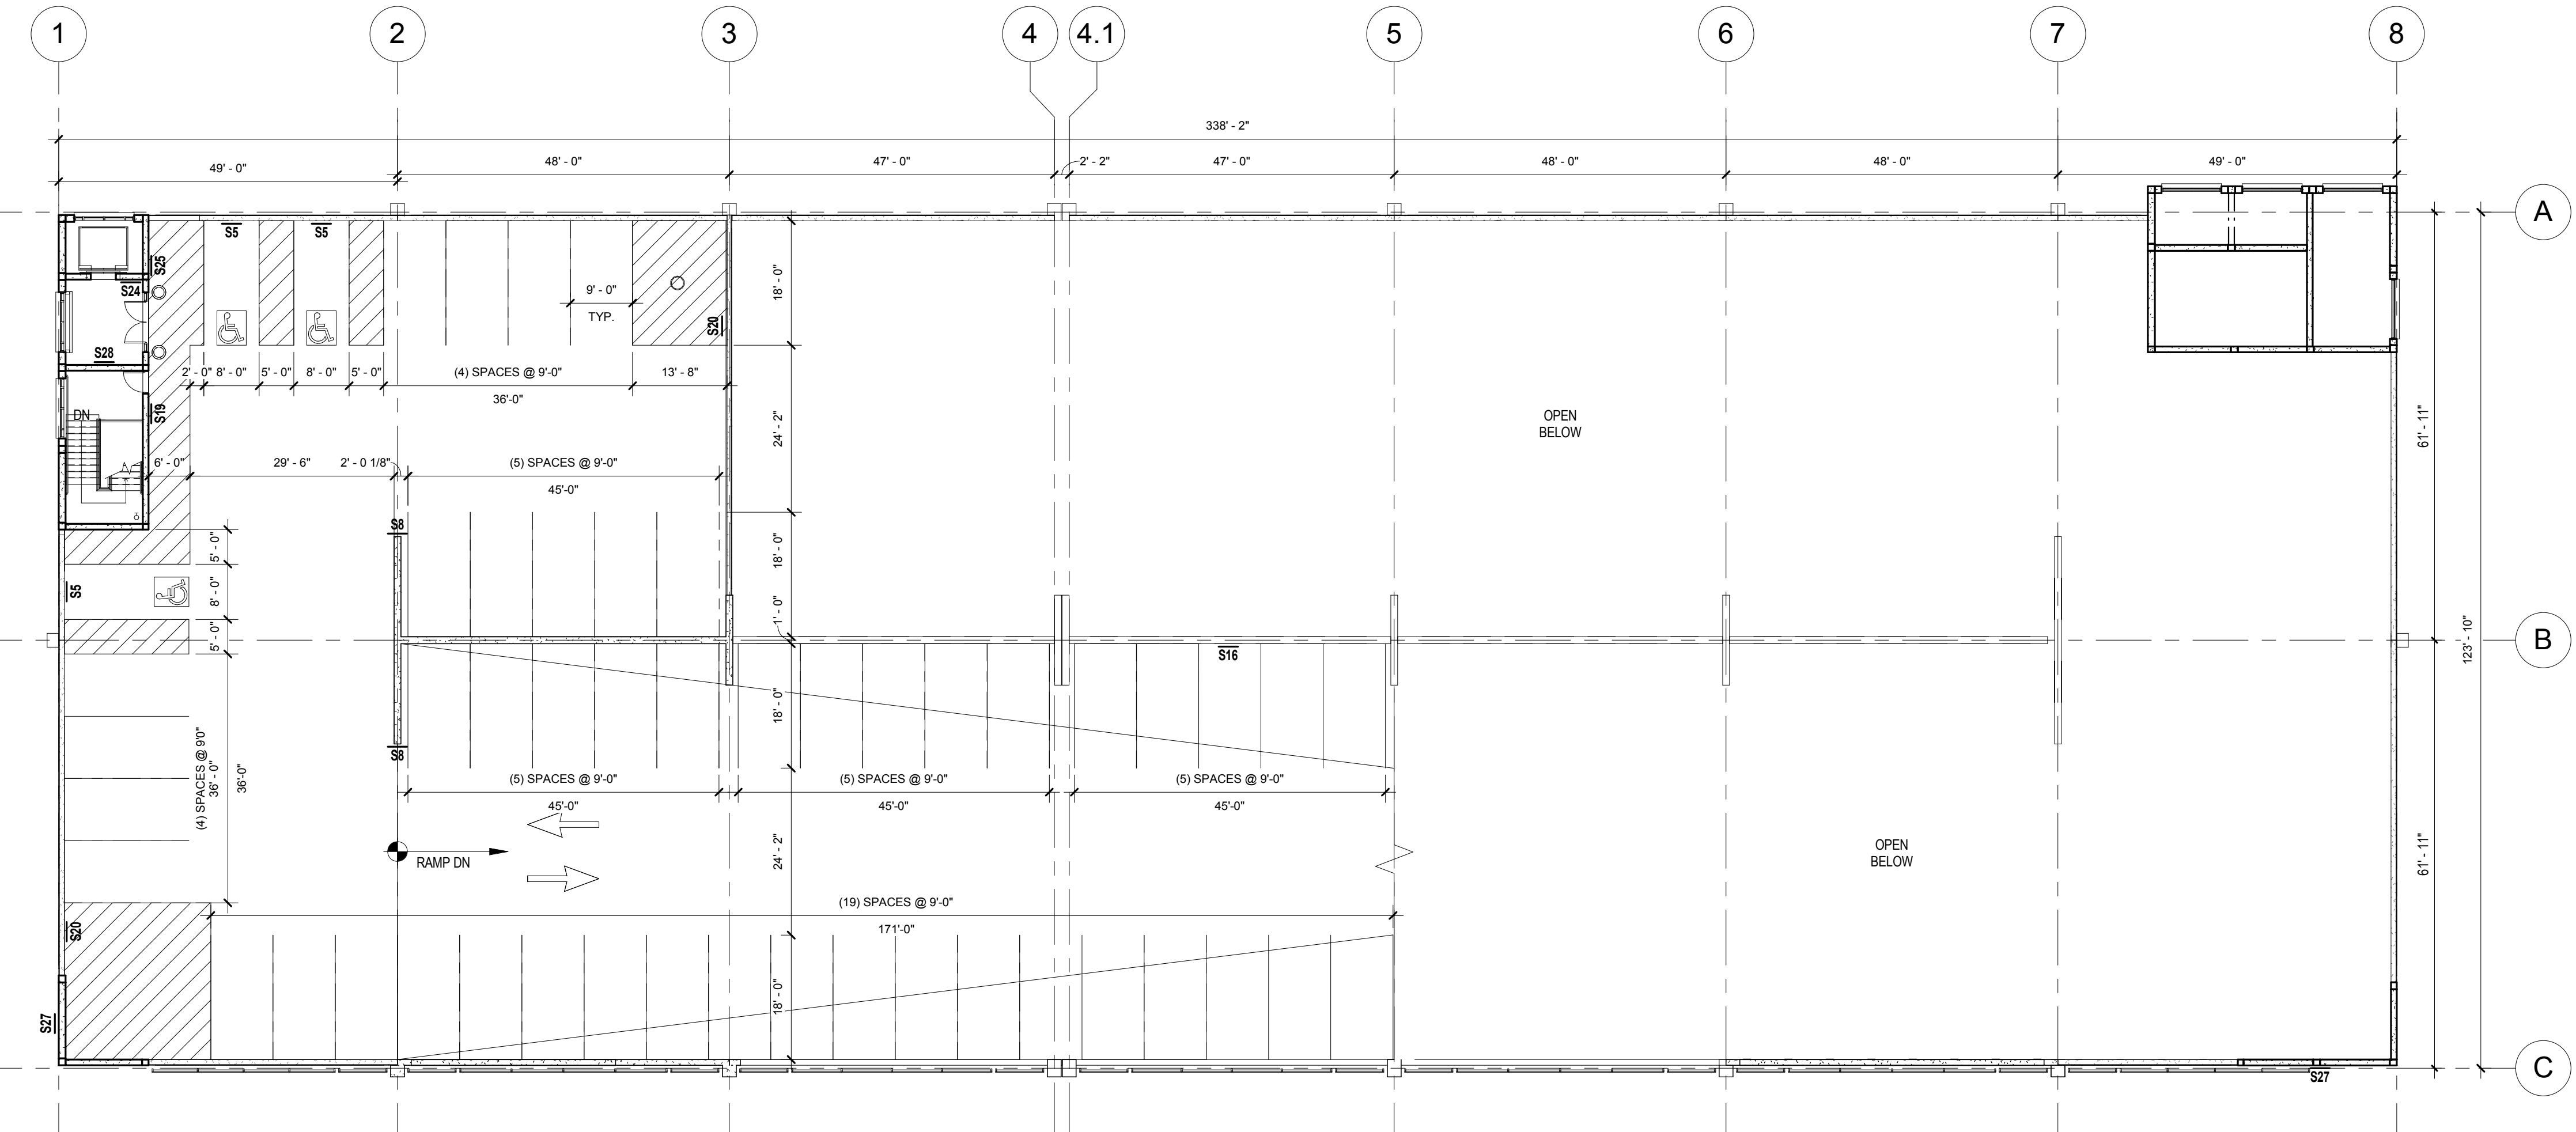 1
2
3
4
4.1
5
6
7
8
338' - 2"
49' - 0"
48' - 0"
47' - 0"
2' - 2"
47' - 0"
48' - 0"
48' - 0"
49' - 0"
A
S5
S5
S25
S24
S28
S20
9' - 0"
TYP.
18' - 0"
2' - 0"
8' - 0"
5' - 0"
8' - 0"
5' - 0"
(4) SPACES @ 9'-0"
36'-0"
13' - 8"
DN
S19
24' - 2"
OPEN
BELOW
61' - 11"
6' - 0"
29' - 6"
2' - 0 1/8"
(5) SPACES @ 9'-0"
45'-0"
S8
5' - 0"
18' - 0"
S5
8' - 0"
1' - 0"
5' - 0"
B
123' - 10"
S16
18' - 0"
S8
(4) SPACES @ 9'0"
36' - 0"
36'-0"
(5) SPACES @ 9'-0"
45'-0"
(5) SPACES @ 9'-0"
45'-0"
(5) SPACES @ 9'-0"
45'-0"
RAMP DN
24' - 2"
OPEN
BELOW
61' - 11"
(19) SPACES @ 9'-0"
171'-0"
S20
18' - 0"
S27
S27
C